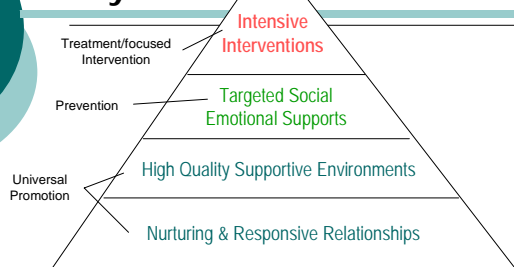 Intensive
Interventions
Treatment/focused
Intervention
Prevention
Targeted Social
Emotional Supports
Universal
Promotion
High Quality Supportive Environments
Nurturing & Responsive Relationships